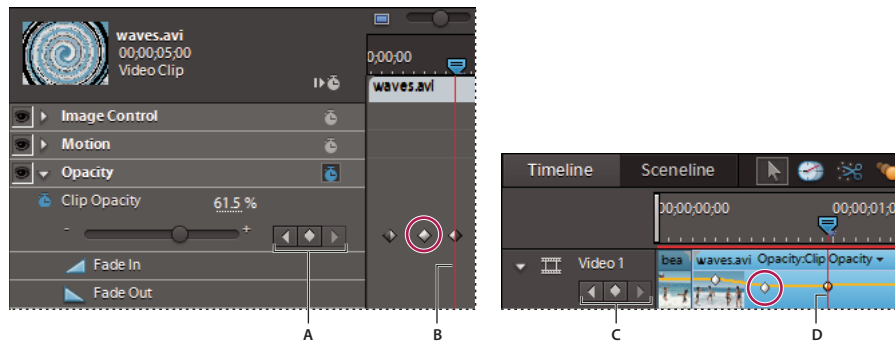 waves.avi
00;00;05;00
Video Clip
0;00;00
waves.avi
Image Control
Motion
Opacity
Clip Opacity 61.5 %
- +
Fade In
Fade Out
A B
Timeline Sceneline
00;00;00;00 00;00;01;0
Video 1
bea waves.avi Opacity:Clip Opacity
C D